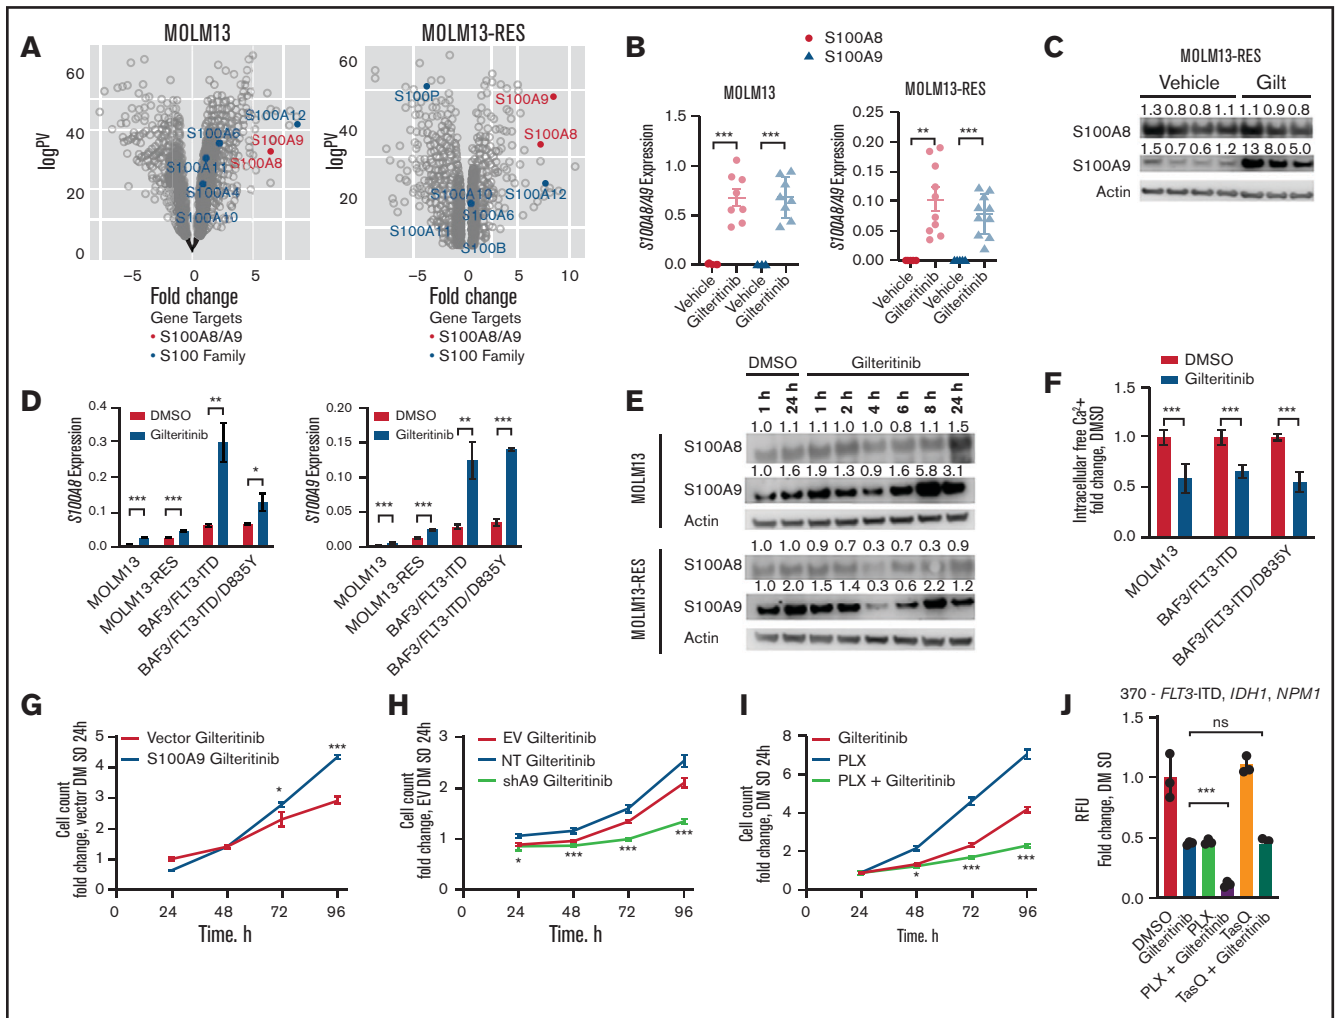 A
MOLM13
MOLM13-RES
logPV
60
40
20
0
S100A12
S100A6
S100A9
S100A11
S100A8
S100A4
S100A10
−5
0
5
Fold change
Gene Targets
• S100A8/A9
• S100 Family
logPV
60
40
20
S100P
S100A9
S100A8
S100A10
S100A12
S100A6
S100A11
S100B
−5
0
5
10
Fold change
Gene Targets
• S100A8/A9
• S100 Family
B
S100A8
S100A9
MOLM13
S100A8/A9 Expression
1.5
1.0
0.5
0.0
***
***
Vehicle
Gilteritinib
Vehicle
Gilteritinib
MOLM13-RES
S100A8/A9 Expression
0.25
0.20
0.15
0.10
0.05
0.00
**
***
Vehicle
Gilteritinib
Vehicle
Gilteritinib
C
MOLM13-RES
Vehicle
Gilt
1.3 0.8 0.8 1.1 1.1 0.9 0.8
S100A8
1.5 0.7 0.6 1.2 13 8.0 5.0
S100A9
Actin
D
S100A8 Expression
0.4
0.3
0.2
0.1
0.0
DMSO
Gilteritinib
***
***
**
*
MOLM13
MOLM13-RES
BAF3/FLT3-ITD
BAF3/FLT3-ITD/D835Y
S100A9 Expression
0.20
0.15
0.10
0.05
0.00
DMSO
Gilteritinib
***
***
**
***
MOLM13
MOLM13-RES
BAF3/FLT3-ITD
BAF3/FLT3-ITD/D835Y
E
DMSO
Gilteritinib
1 h 24 h 1 h 2 h 4 h 6 h 8 h 24 h
MOLM13
1.0 1.1 1.1 1.0 1.0 0.8 1.1 1.5
S100A8
1.0 1.6 1.9 1.3 0.9 1.6 5.8 3.1
S100A9
Actin
MOLM13-RES
1.0 1.0 0.9 0.7 0.3 0.7 0.3 0.9
S100A8
1.0 2.0 1.5 1.4 0.3 0.6 2.2 1.2
S100A9
Actin
F
DMSO
Gilteritinib
Intracellular free Ca2+
fold change, DMSO
1.5
1.0
0.5
0.0
***
***
***
MOLM13
BAF3/FLT3-ITD
BAF3/FLT3-ITD/D835Y
G
Cell count
fold change, vector DM SO 24h
5
4
3
2
1
0
Vector Gilteritinib
S100A9 Gilteritinib
*
***
0
24
48
72
96
Time. h
H
Cell count
fold change, EV DM SO 24h
3
2
1
0
EV Gilteritinib
NT Gilteritinib
shA9 Gilteritinib
*
***
***
***
0
24
48
72
96
Time. h
I
Cell count
fold change, DM SO 24h
8
6
4
2
0
Gilteritinib
PLX
PLX + Gilteritinib
*
***
***
0
24
48
72
96
Time. h
J
370 - FLT3-ITD, IDH1, NPM1
RFU
Fold change, DM SO
1.5
1.0
0.5
0.0
ns
***
DMSO
Gilteritinib
PLX
PLX + Gilteritinib
TasQ
TasQ + Gilteritinib